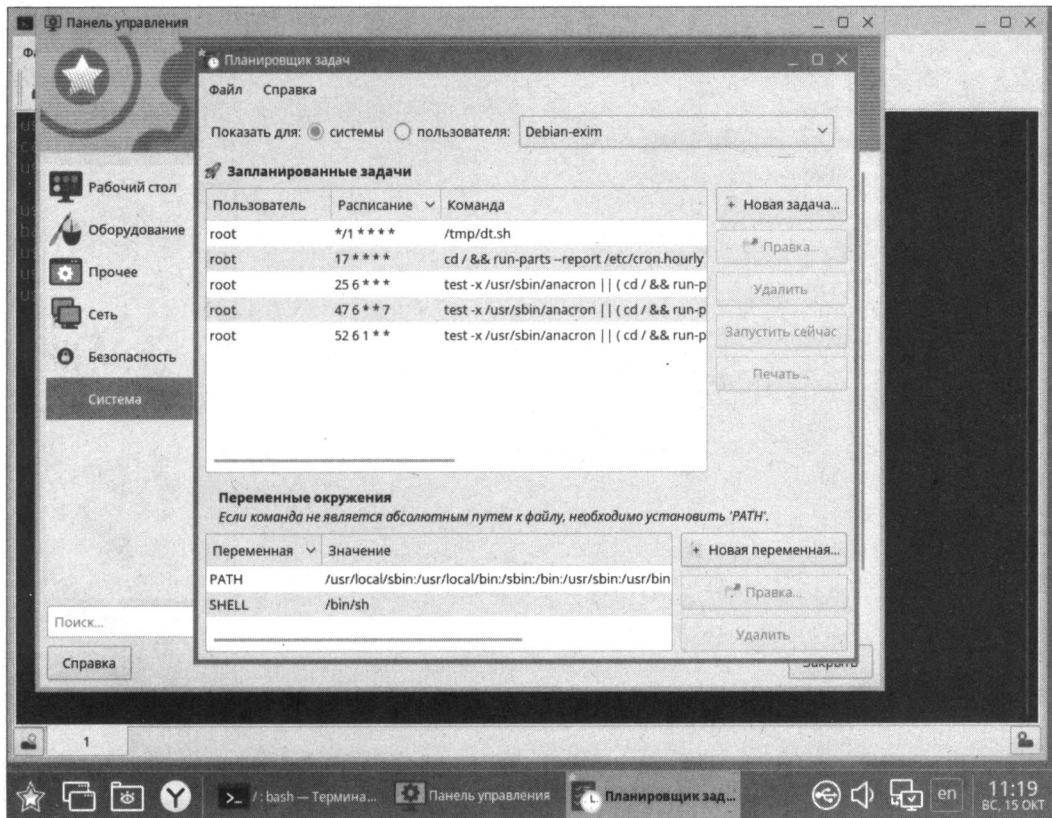 Панель управления
Планировщик задач
Файл Справка
Показать для: системы пользователя: Debian-exim
Запланированные задачи
Пользователь Расписание Команда
+ Новая задача...
root */1 * * * * /tmp/dt.sh
Правка...
root 17 * * * * cd / && run-parts --report /etc/cron.hourly
Удалить
root 25 6 * * * test -x /usr/sbin/anacron || ( cd / && run-p
root 47 6 * * 7 test -x /usr/sbin/anacron || ( cd / && run-p
Запустить сейчас
root 52 6 1 * * test -x /usr/sbin/anacron || ( cd / && run-p
Печать...
Рабочий стол
Оборудование
Прочее
Сеть
Безопасность
Система
Поиск...
Справка
Переменные окружения
Если команда не является абсолютным путем к файлу, необходимо установить 'PATH'.
Переменная Значение
+ Новая переменная...
PATH /usr/local/sbin:/usr/local/bin:/sbin:/bin:/usr/sbin:/usr/bin
Правка...
SHELL /bin/sh
Удалить
Закрыть
1
/ : bash — Термина... Панель управления Планировщик зад... en 11:19
ВС, 15 ОКТ